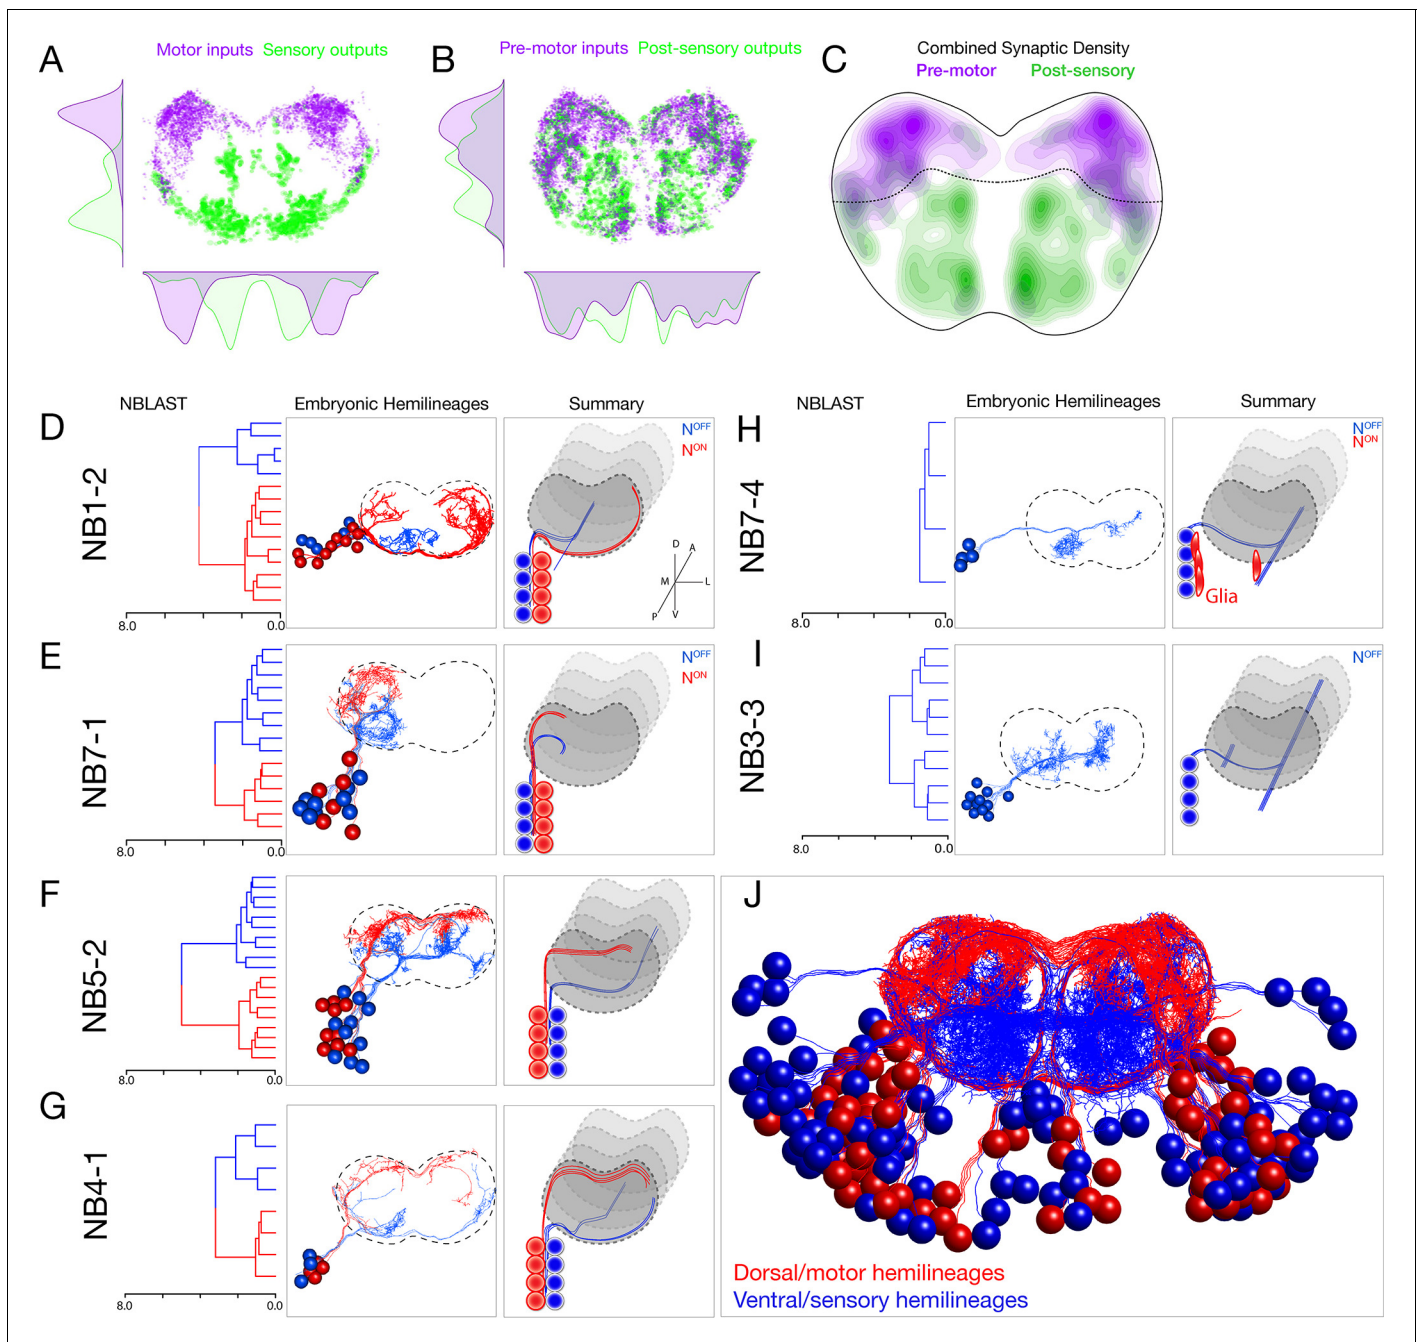 A
Motor inputs Sensory outputs
B
Pre-motor inputs Post-sensory outputs
C
Combined Synaptic Density
Pre-motor Post-sensory
D
NBLAST Embryonic Hemilineages Summary
NB1-2
N^OFF
N^ON
D
A
M
L
P
V
8.0 0.0
E
NB7-1
N^OFF
N^ON
8.0 0.0
F
NB5-2
8.0 0.0
G
NB4-1
8.0 0.0
H
NBLAST Embryonic Hemilineages Summary
NB7-4
N^OFF
N^ON
Glia
8.0 0.0
I
NB3-3
N^OFF
8.0 0.0
J
Dorsal/motor hemilineages
Ventral/sensory hemilineages